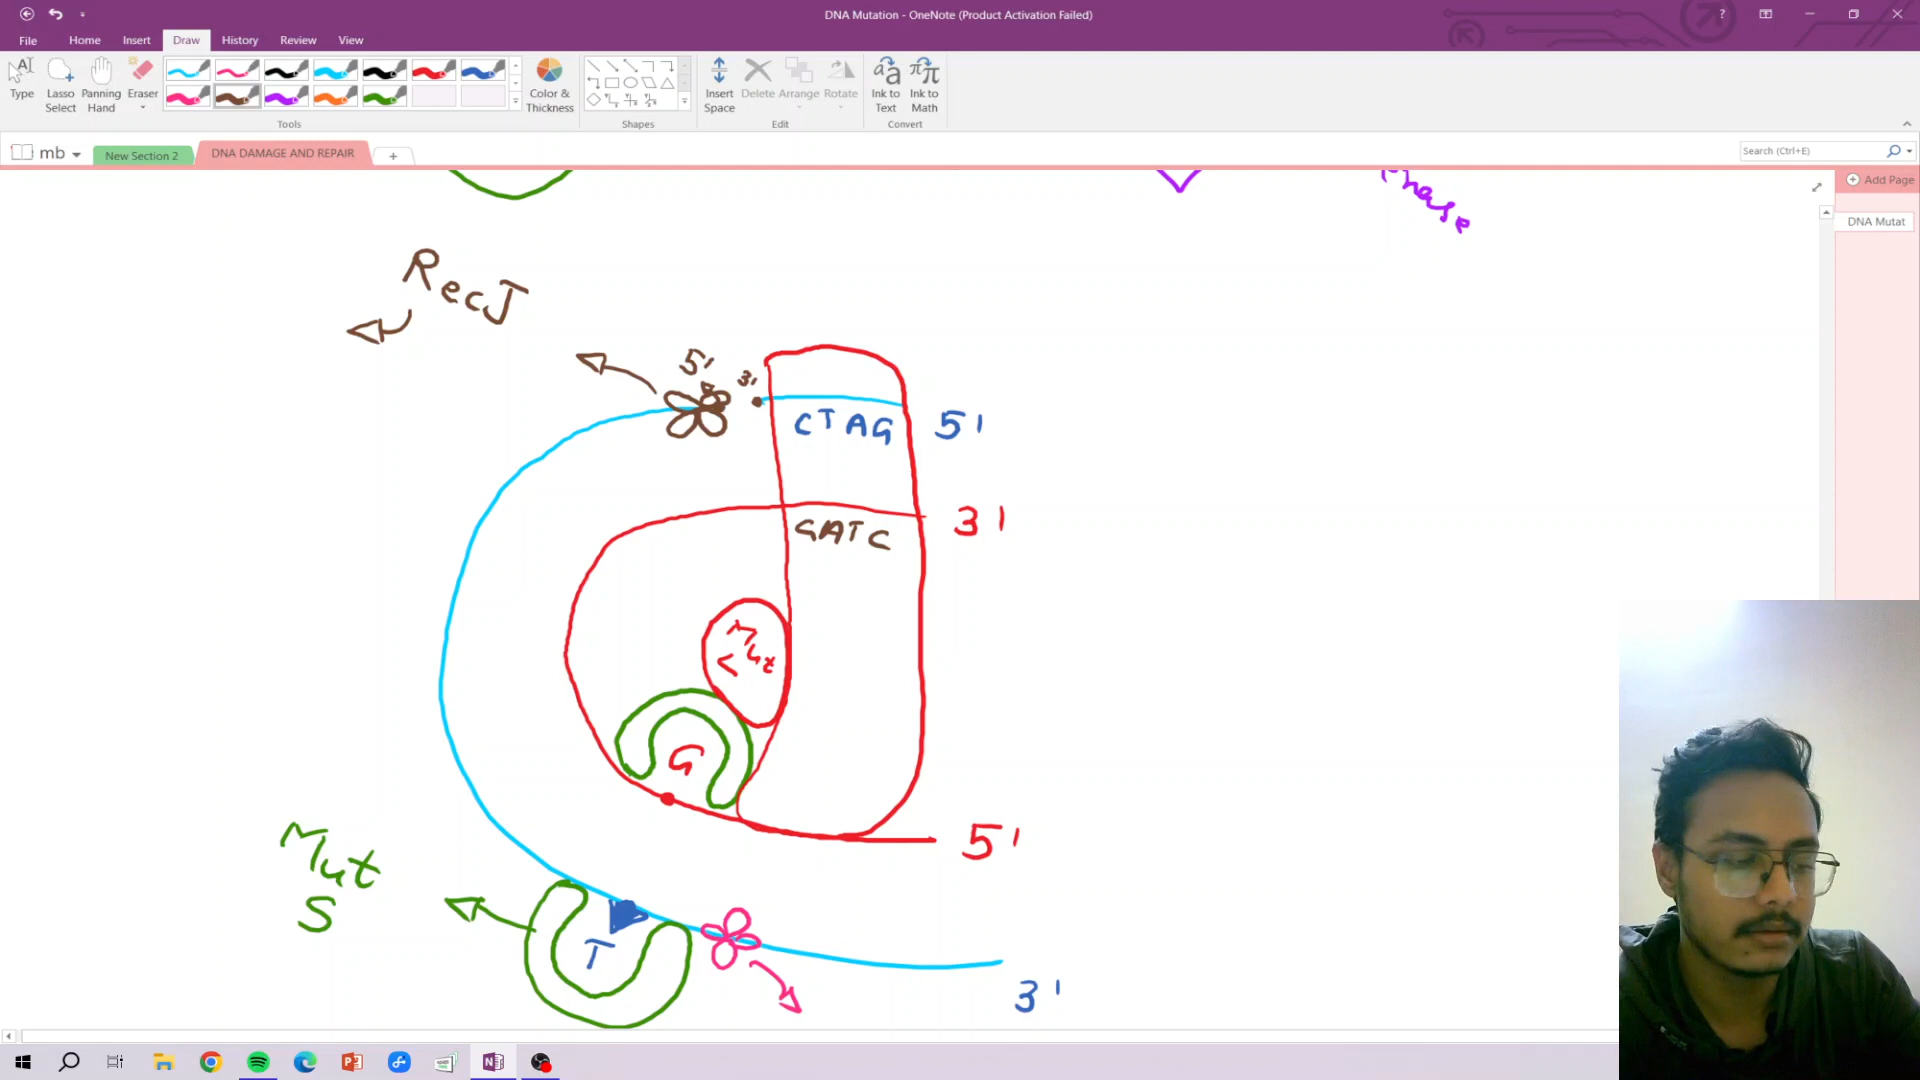 DNA Mutation - OneNote (Product Activation Failed)
?
File
Home
Insert
Draw
History
Review
View
Type
Lasso Select
Panning Hand
Eraser
Color & Thickness
Insert Space
Delete
Arrange
Rotate
Ink to Text
Ink to Math
Tools
Shapes
Edit
Convert
mb
New Section 2
DNA DAMAGE AND REPAIR
+
Search (Ctrl+E)
Add Page
DNA Mutat
RecJ
5'
3'
CTAG
5'
GATC
3'
Mut
L
G
5'
Mut
S
T
3'